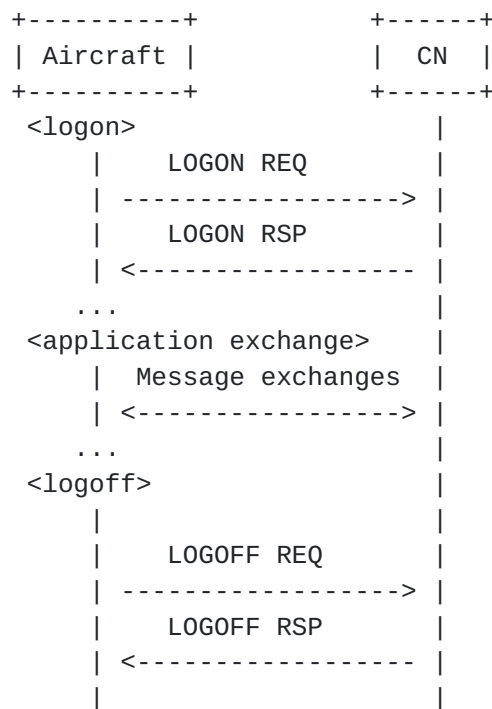 +----------+ +------+
| Aircraft | | CN |
+----------+ +------+
<logon> |
| LOGON REQ |
| ------------------> |
| LOGON RSP |
| <------------------ |
... |
<application exchange> |
| Message exchanges |
| <-----------------> |
... |
<logoff> |
| |
| LOGOFF REQ |
| ------------------> |
| LOGOFF RSP |
| <------------------ |
| |